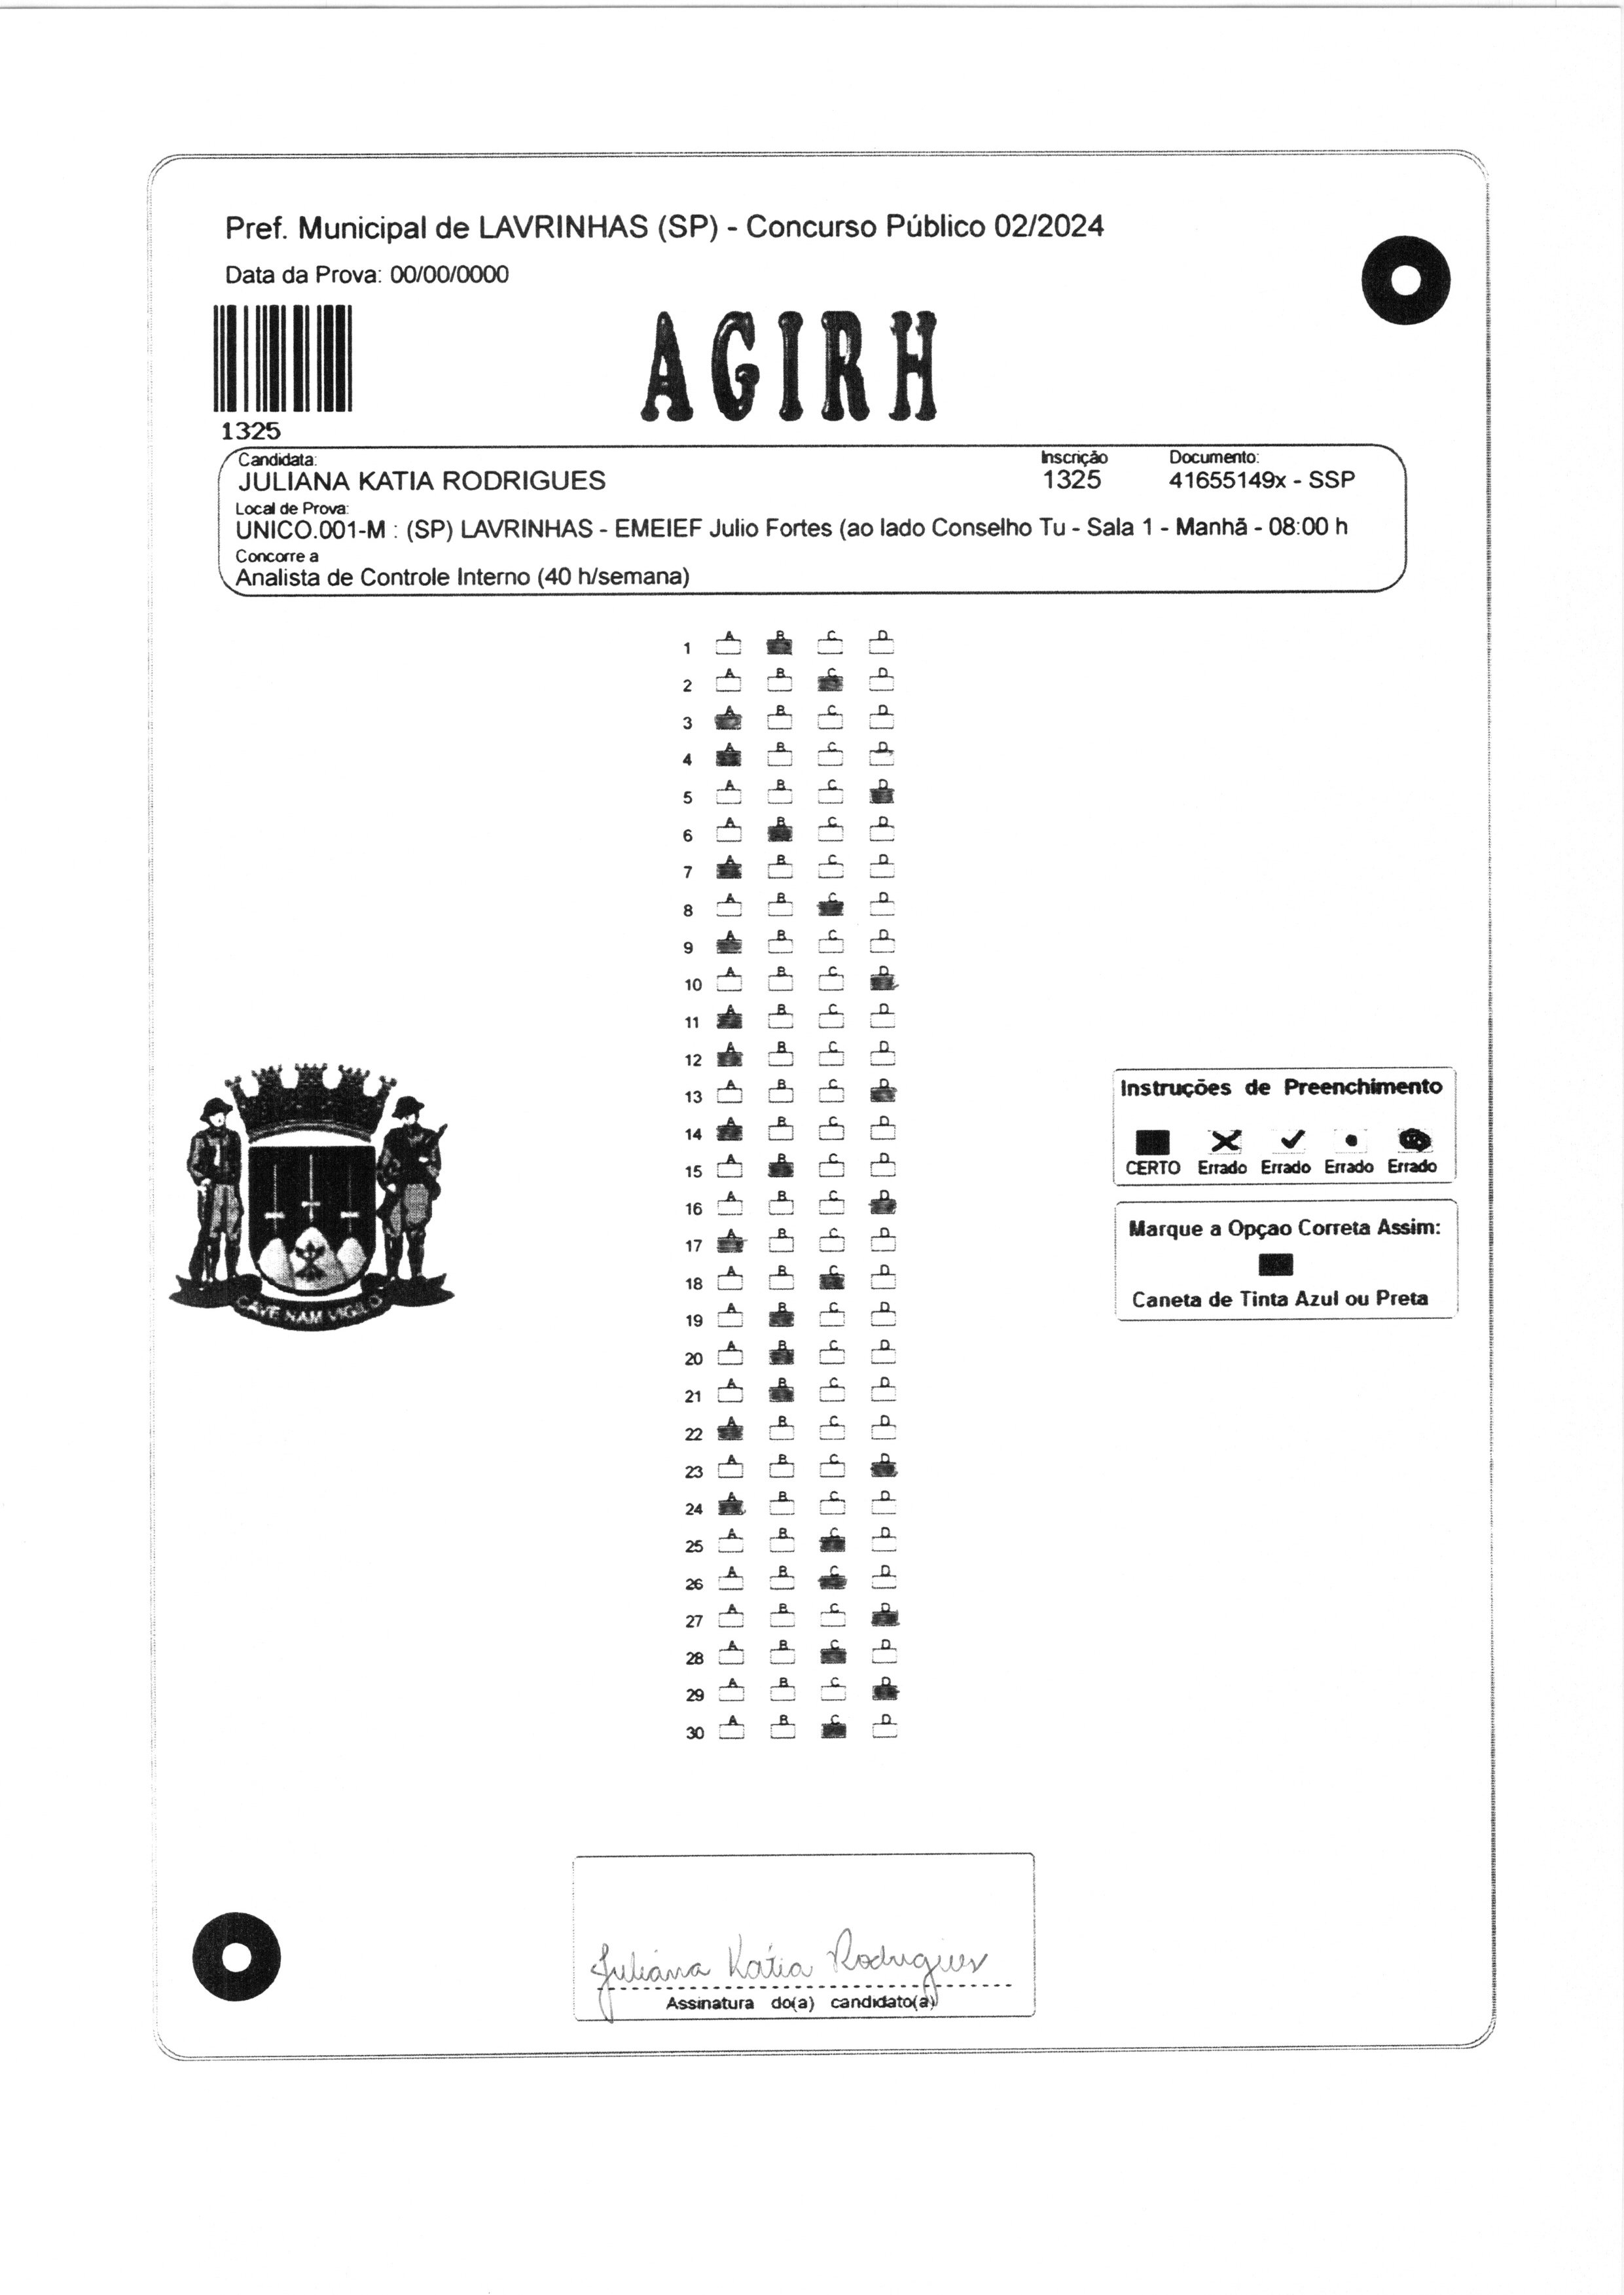 Pref. Municipal de LAVRINHAS (SP) - Concurso Público 02/2024
Data da Prova: 00/00/0000
AGIRH
1325
Candidata: Inscrição Documento:
JULIANA KATIA RODRIGUES 1325 41655149x - SSP
Local de Prova:
UNICO.001-M : (SP) LAVRINHAS - EMEIEF Julio Fortes (ao lado Conselho Tu - Sala 1 - Manhã - 08:00 h
Concorre a
Analista de Controle Interno (40 h/semana)
1 A B C D
2 A B C D
3 A B C D
4 A B C D
5 A B C D
6 A B C D
7 A B C D
8 A B C D
9 A B C D
10 A B C D
11 A B C D
12 A B C D
13 A B C D
14 A B C D
15 A B C D
16 A B C D
17 A B C D
18 A B C D
19 A B C D
20 A B C D
21 A B C D
22 A B C D
23 A B C D
24 A B C D
25 A B C D
26 A B C D
27 A B C D
28 A B C D
29 A B C D
30 A B C D
CAVE NAM VIGILO
Instruções de Preenchimento
CERTO Errado Errado Errado Errado
Marque a Opçao Correta Assim:
Caneta de Tinta Azul ou Preta
Juliana Katia Rodrigues
Assinatura do(a) candidato(a)